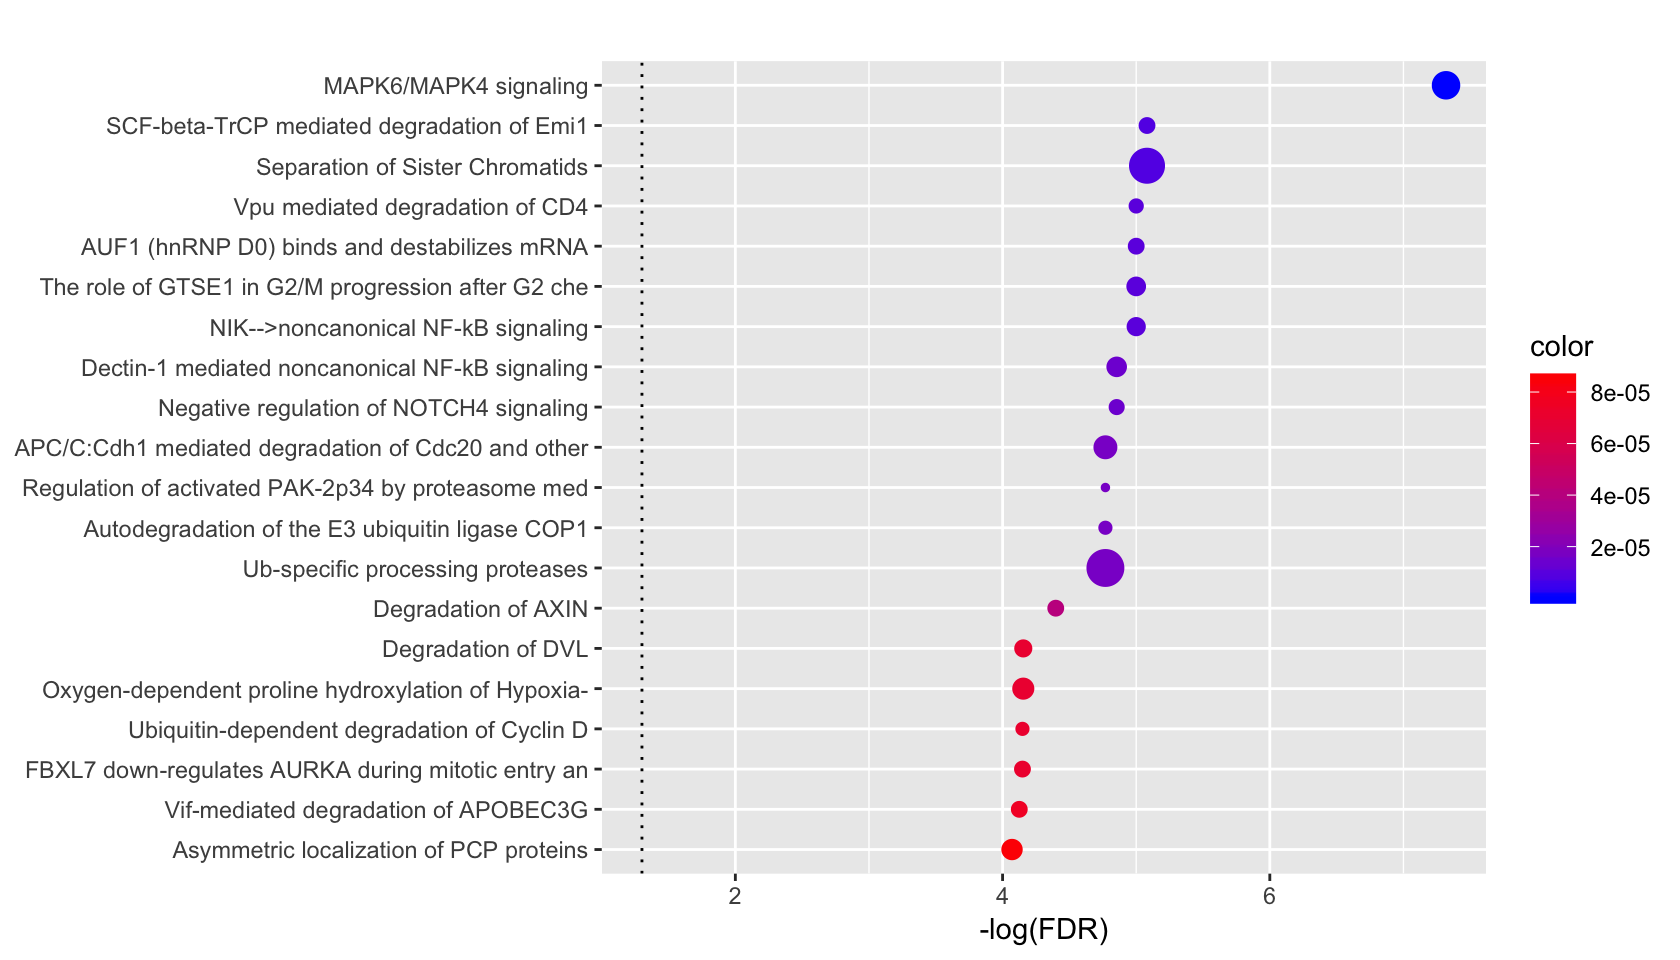 MAPK6/MAPK4 signaling
SCF-beta-TrCP mediated degradation of Emi1
Separation of Sister Chromatids
Vpu mediated degradation of CD4
AUF1 (hnRNP D0) binds and destabilizes mRNA
The role of GTSE1 in G2/M progression after G2 che
NIK-->noncanonical NF-kB signaling
Dectin-1 mediated noncanonical NF-kB signaling
Negative regulation of NOTCH4 signaling
APC/C:Cdh1 mediated degradation of Cdc20 and other
Regulation of activated PAK-2p34 by proteasome med
Autodegradation of the E3 ubiquitin ligase COP1
Ub-specific processing proteases
Degradation of AXIN
Degradation of DVL
Oxygen-dependent proline hydroxylation of Hypoxia-
Ubiquitin-dependent degradation of Cyclin D
FBXL7 down-regulates AURKA during mitotic entry an
Vif-mediated degradation of APOBEC3G
Asymmetric localization of PCP proteins
2 4 6
-log(FDR)
color
8e-05
6e-05
4e-05
2e-05